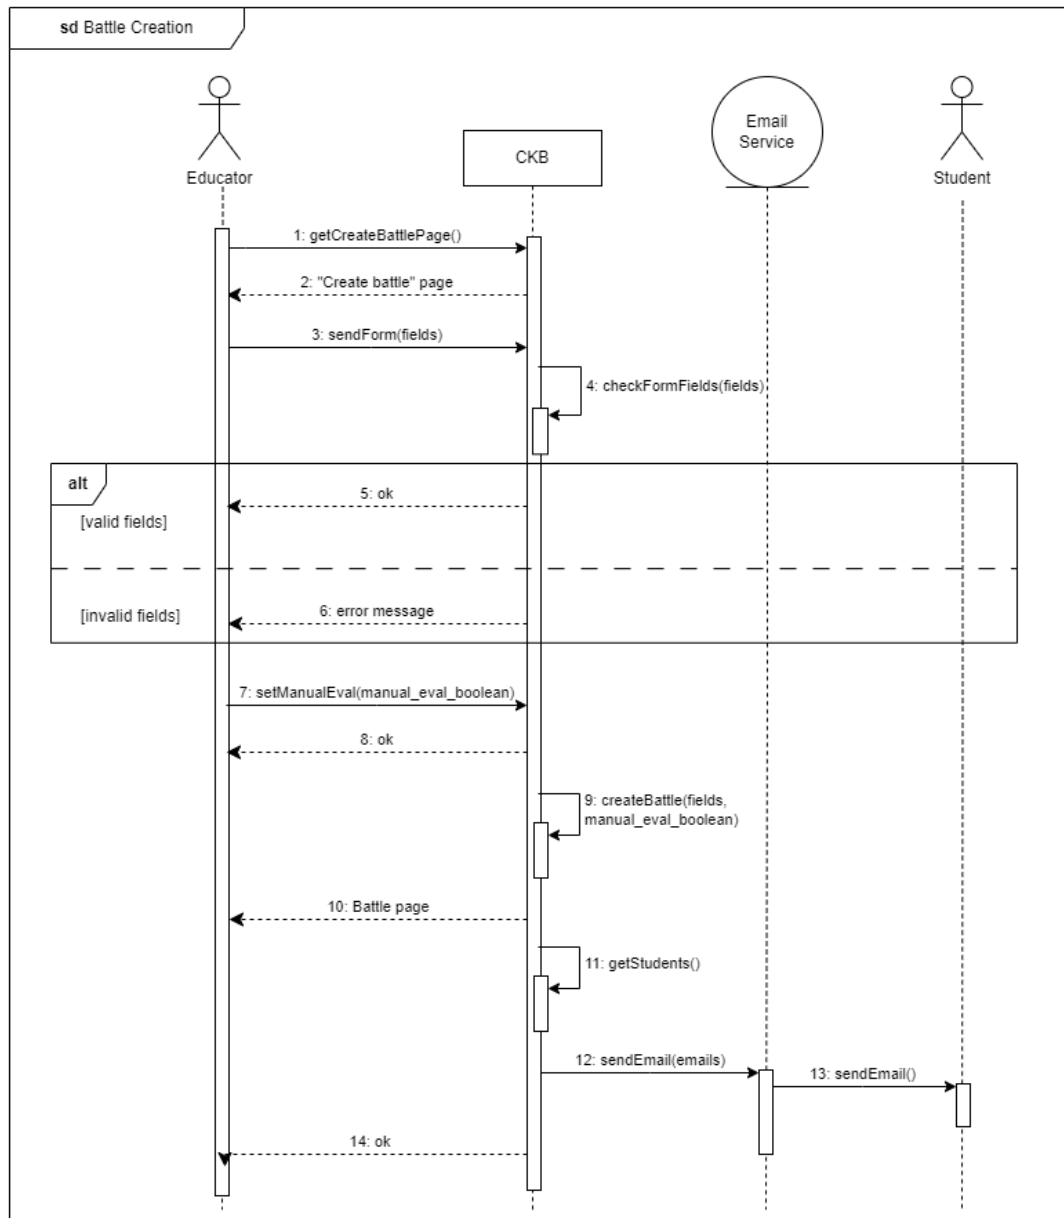 sd Battle Creation
Educator
CKB
Email
Service
Student
1: getCreateBattlePage()
2: "Create battle" page
3: sendForm(fields)
4: checkFormFields(fields)
alt
5: ok
[valid fields]
6: error message
[invalid fields]
7: setManualEval(manual_eval_boolean)
8: ok
9: createBattle(fields,
manual_eval_boolean)
10: Battle page
11: getStudents()
12: sendEmail(emails)
13: sendEmail()
14: ok